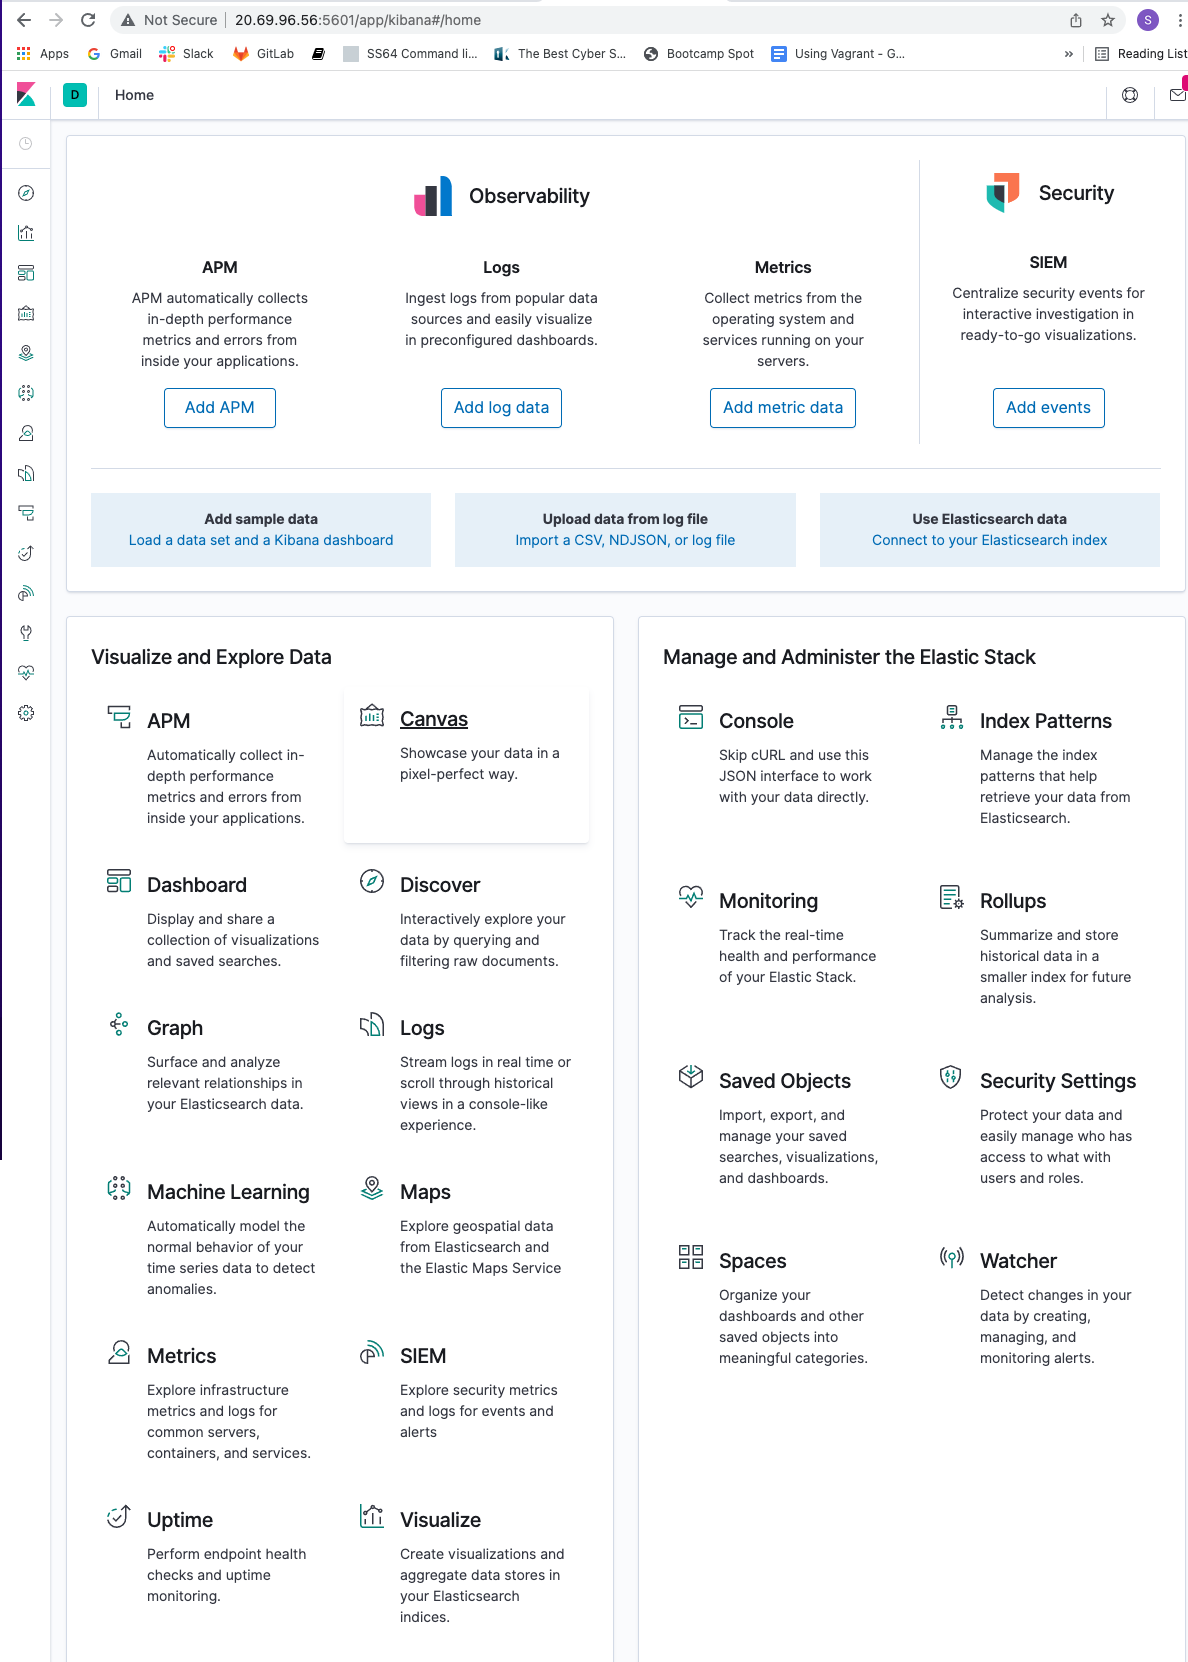 Not Secure | 20.69.96.56:5601/app/kibana#/home
S
Apps Gmail Slack GitLab SS64 Command li... The Best Cyber S... Bootcamp Spot Using Vagrant - G... » Reading List
D Home
Observability
Security
APM
APM automatically collects
in-depth performance
metrics and errors from
inside your applications.
Add APM
Logs
Ingest logs from popular data
sources and easily visualize
in preconfigured dashboards.
Add log data
Metrics
Collect metrics from the
operating system and
services running on your
servers.
Add metric data
SIEM
Centralize security events for
interactive investigation in
ready-to-go visualizations.
Add events
Add sample data
Load a data set and a Kibana dashboard
Upload data from log file
Import a CSV, NDJSON, or log file
Use Elasticsearch data
Connect to your Elasticsearch index
Visualize and Explore Data
APM
Automatically collect in-
depth performance
metrics and errors from
inside your applications.
Canvas
Showcase your data in a
pixel-perfect way.
Dashboard
Display and share a
collection of visualizations
and saved searches.
Discover
Interactively explore your
data by querying and
filtering raw documents.
Graph
Surface and analyze
relevant relationships in
your Elasticsearch data.
Logs
Stream logs in real time or
scroll through historical
views in a console-like
experience.
Machine Learning
Automatically model the
normal behavior of your
time series data to detect
anomalies.
Maps
Explore geospatial data
from Elasticsearch and
the Elastic Maps Service
Metrics
Explore infrastructure
metrics and logs for
common servers,
containers, and services.
SIEM
Explore security metrics
and logs for events and
alerts
Uptime
Perform endpoint health
checks and uptime
monitoring.
Visualize
Create visualizations and
aggregate data stores in
your Elasticsearch
indices.
Manage and Administer the Elastic Stack
Console
Skip cURL and use this
JSON interface to work
with your data directly.
Index Patterns
Manage the index
patterns that help
retrieve your data from
Elasticsearch.
Monitoring
Track the real-time
health and performance
of your Elastic Stack.
Rollups
Summarize and store
historical data in a
smaller index for future
analysis.
Saved Objects
Import, export, and
manage your saved
searches, visualizations,
and dashboards.
Security Settings
Protect your data and
easily manage who has
access to what with
users and roles.
Spaces
Organize your
dashboards and other
saved objects into
meaningful categories.
Watcher
Detect changes in your
data by creating,
managing, and
monitoring alerts.